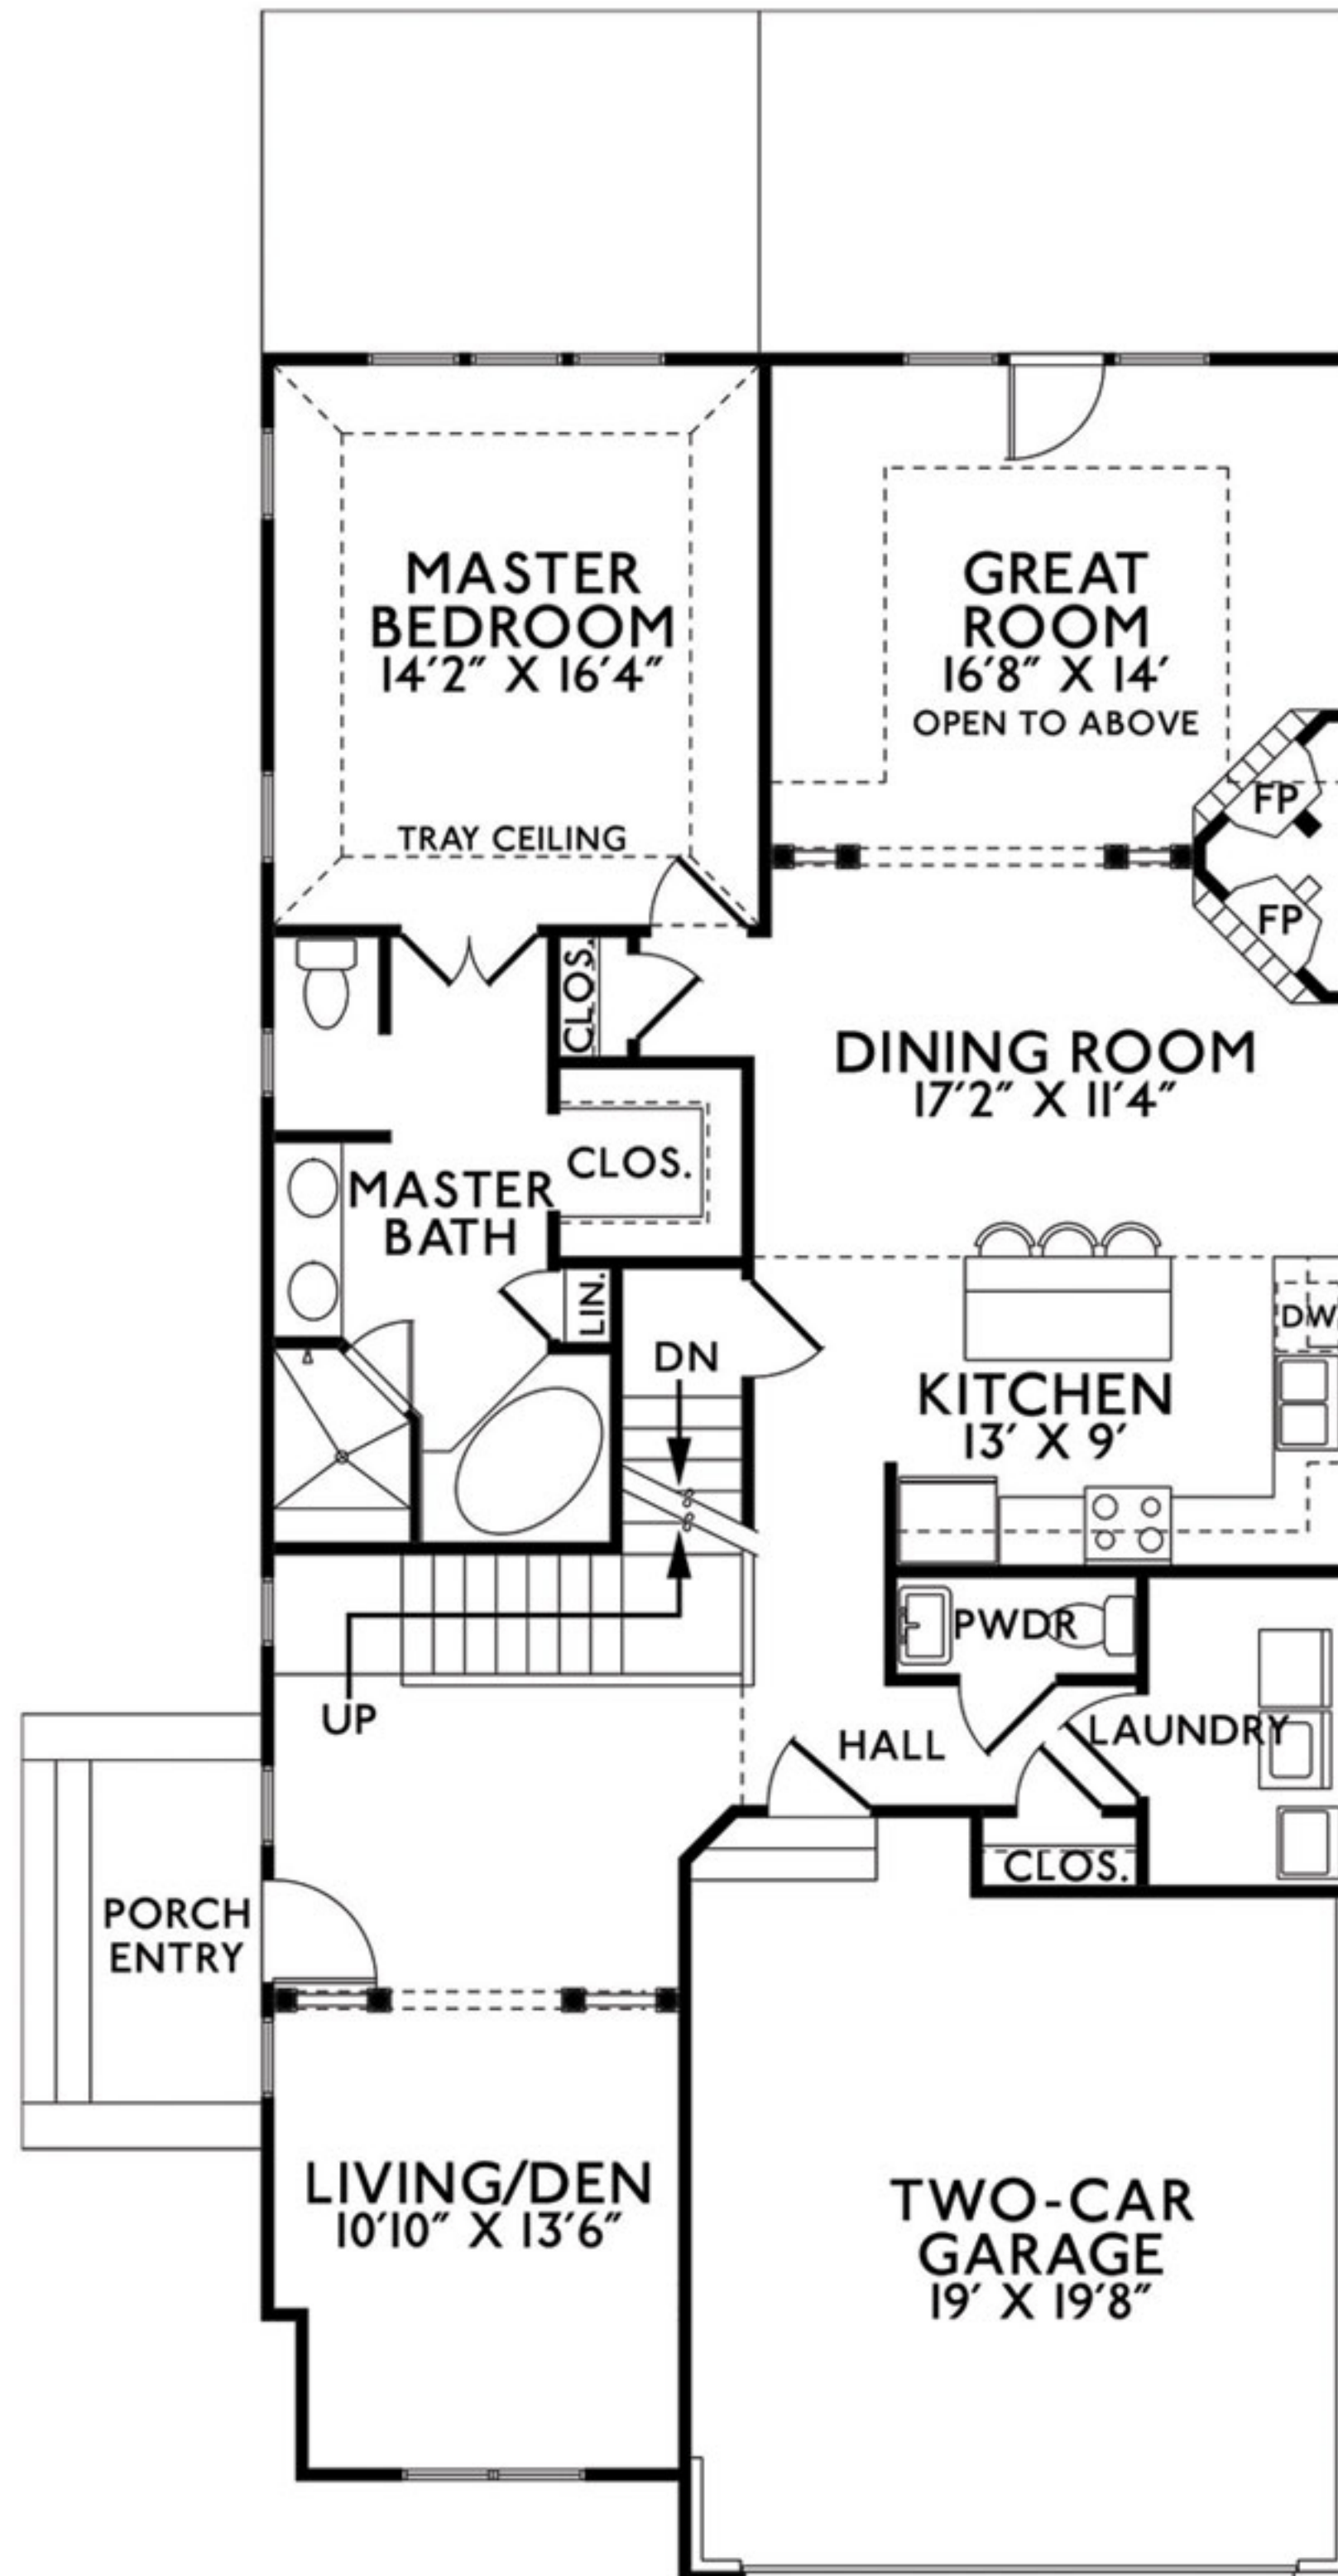 MASTER
BEDROOM
14'2" X 16'4"
TRAY CEILING
GREAT
ROOM
16'8" X 14'
OPEN TO ABOVE
FP
FP
CLOS.
DINING ROOM
17'2" X 11'4"
CLOS.
MASTER
BATH
LIN.
DN
DW
KITCHEN
13' X 9'
PWDR
UP
HALL
LAUNDRY
CLOS.
PORCH
ENTRY
LIVING/DEN
10'10" X 13'6"
TWO-CAR
GARAGE
19' X 19'8"